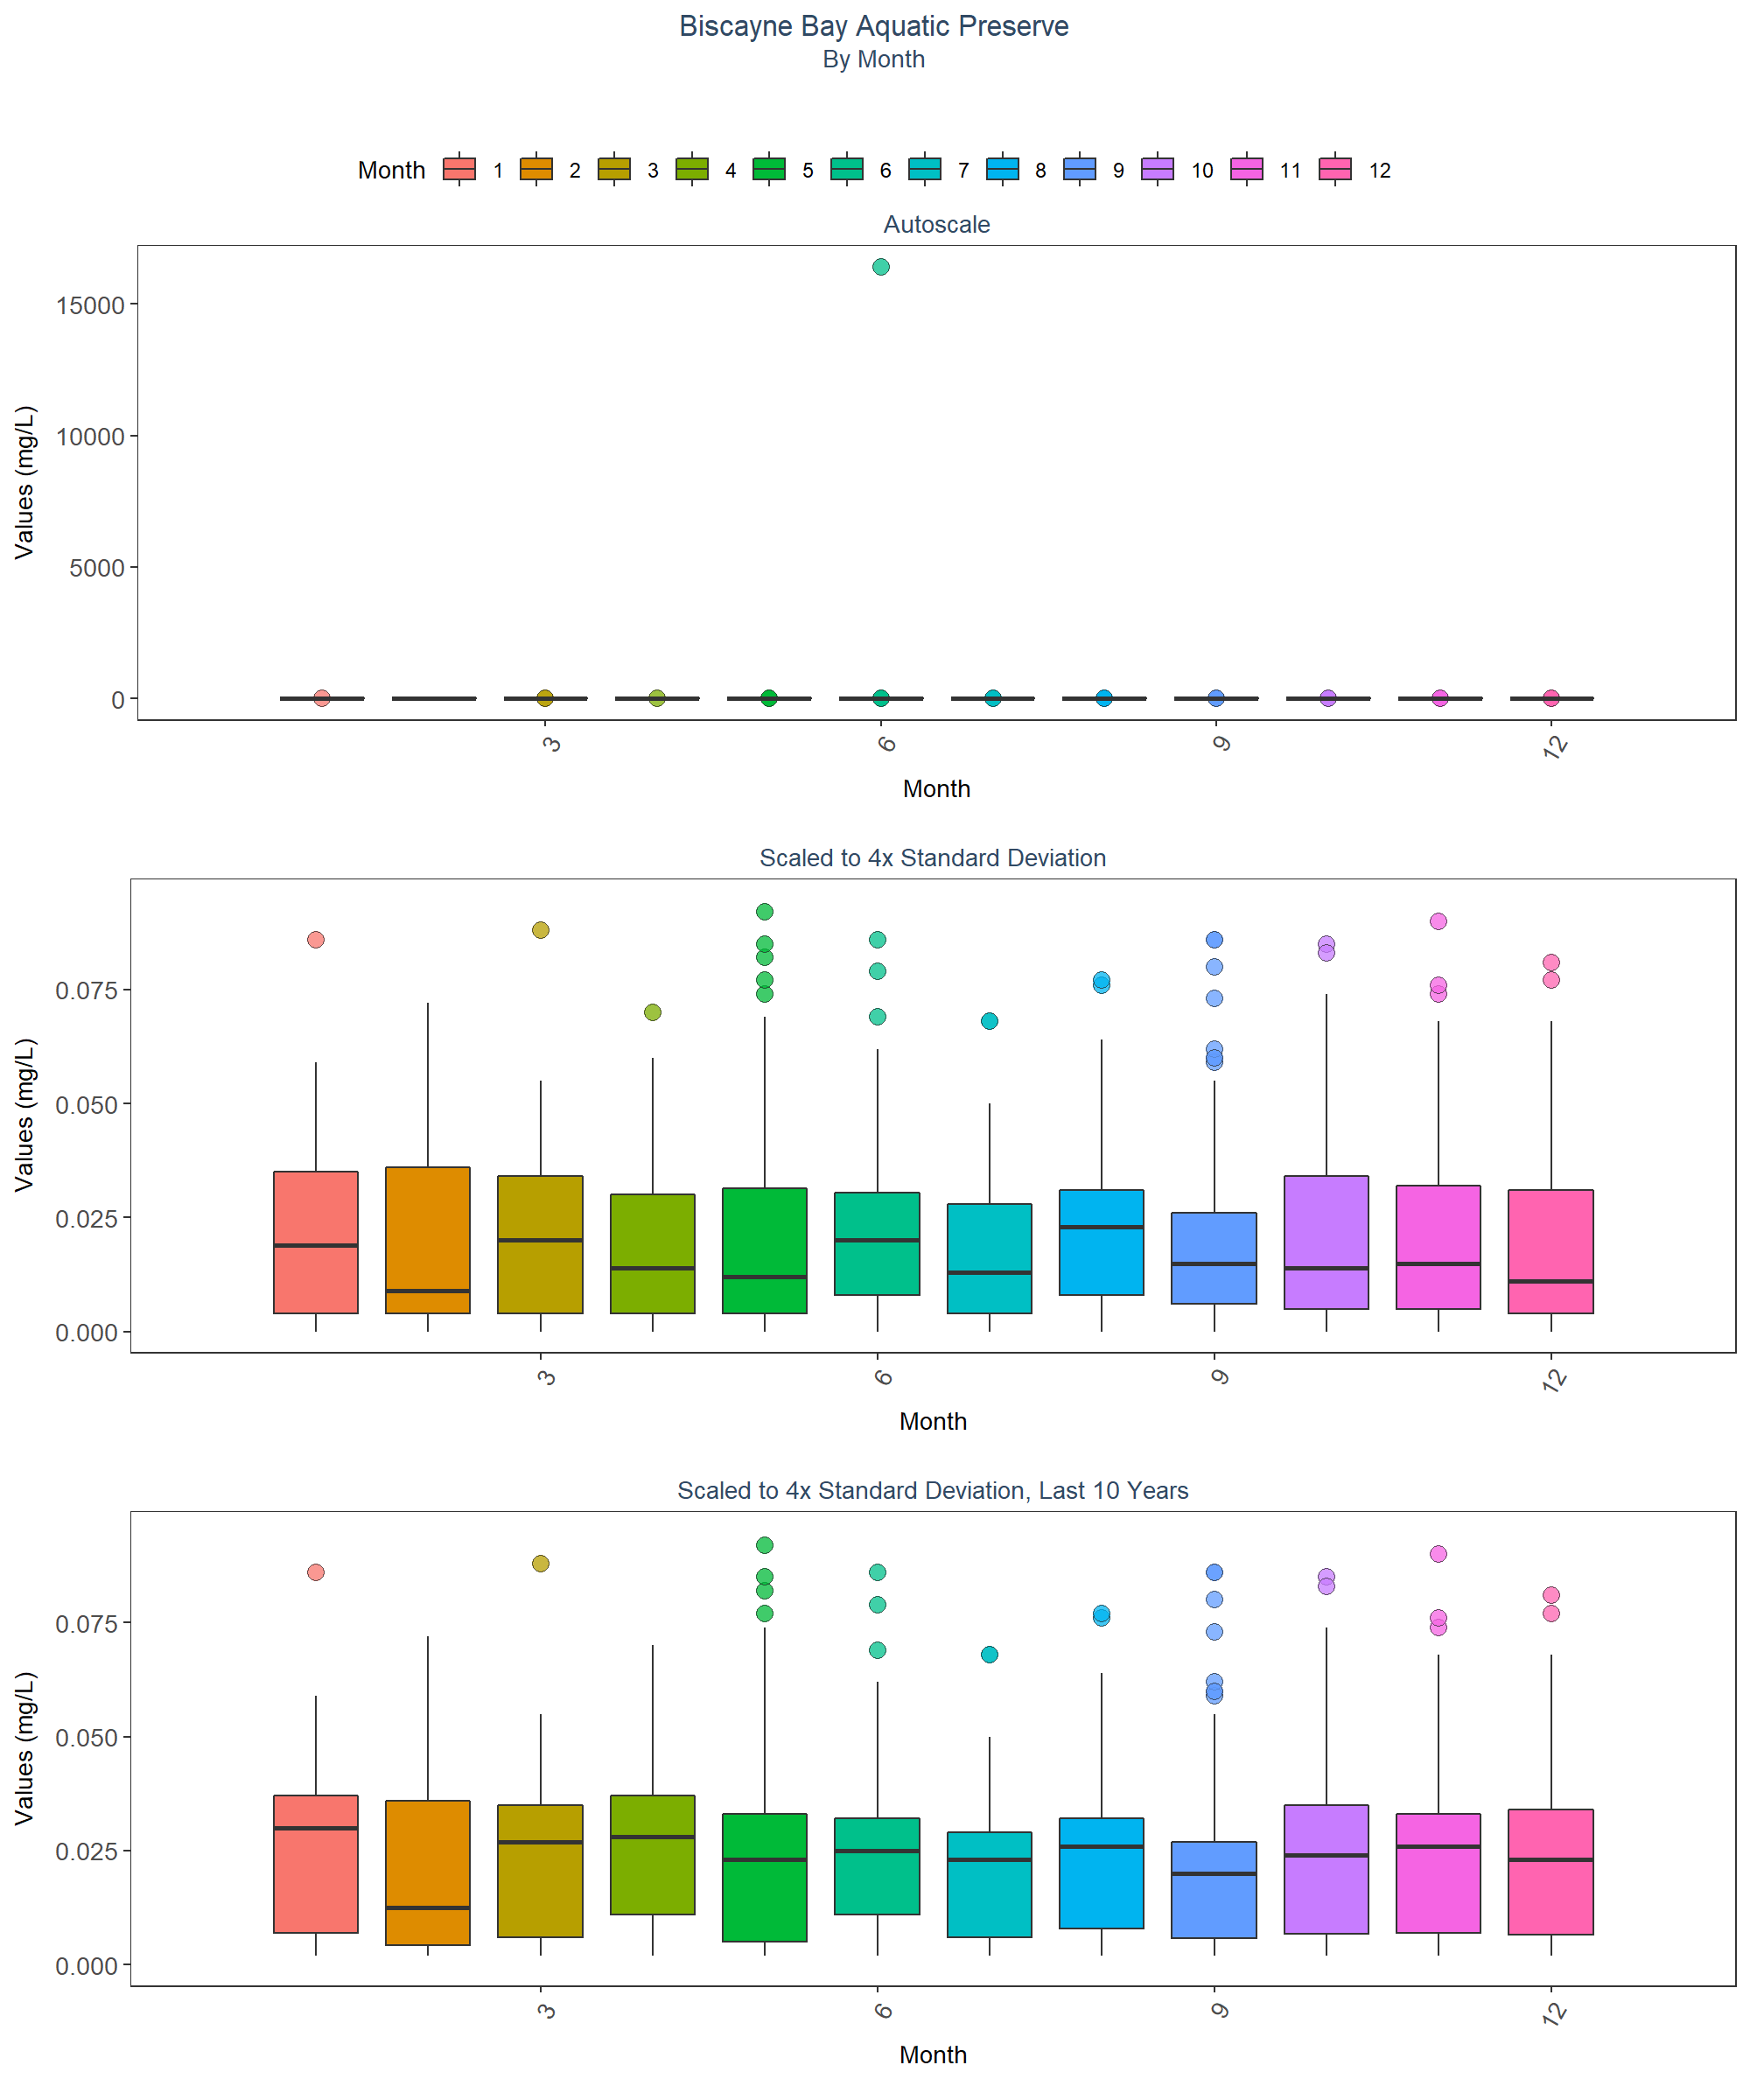 Biscayne Bay Aquatic Preserve
By Month
Month 1 2 3 4 5 6 7 8 9 10 11 12
Autoscale
Values (mg/L)
15000
10000
5000
0
3 6 9 12
Month
Scaled to 4x Standard Deviation
Values (mg/L)
0.075
0.050
0.025
0.000
3 6 9 12
Month
Scaled to 4x Standard Deviation, Last 10 Years
Values (mg/L)
0.075
0.050
0.025
0.000
3 6 9 12
Month